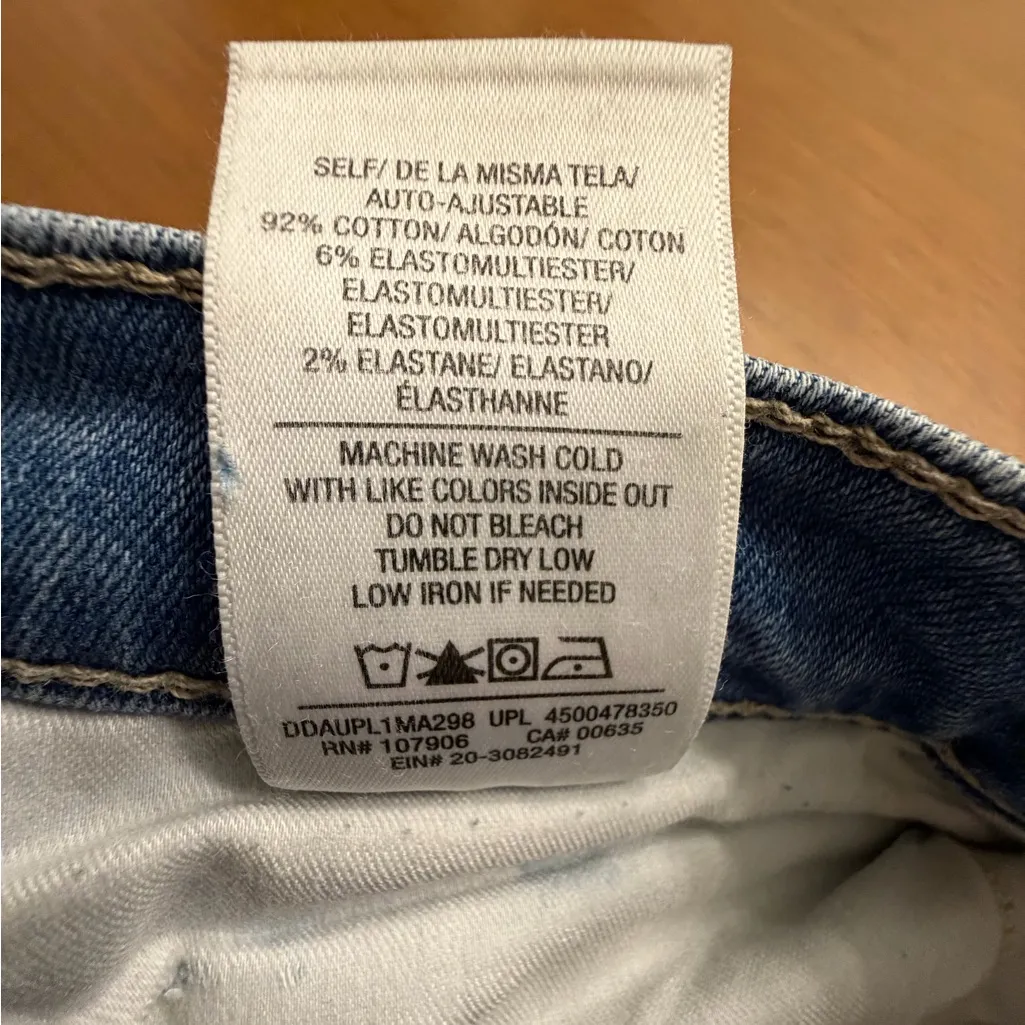 SELF/ DE LA MISMA TELA/
AUTO-AJUSTABLE
92% COTTON/ ALGODÓN/ COTON
6% ELASTOMULTIESTER/
ELASTOMULTIESTER/
ELASTOMULTIESTER
2% ELASTANE/ ELASTANO/
ÉLASTHANNE
MACHINE WASH COLD
WITH LIKE COLORS INSIDE OUT
DO NOT BLEACH
TUMBLE DRY LOW
LOW IRON IF NEEDED
DDAUPL1MA298 UPL 4500478350
RN# 107906 CA# 00635
EIN# 20-3082491